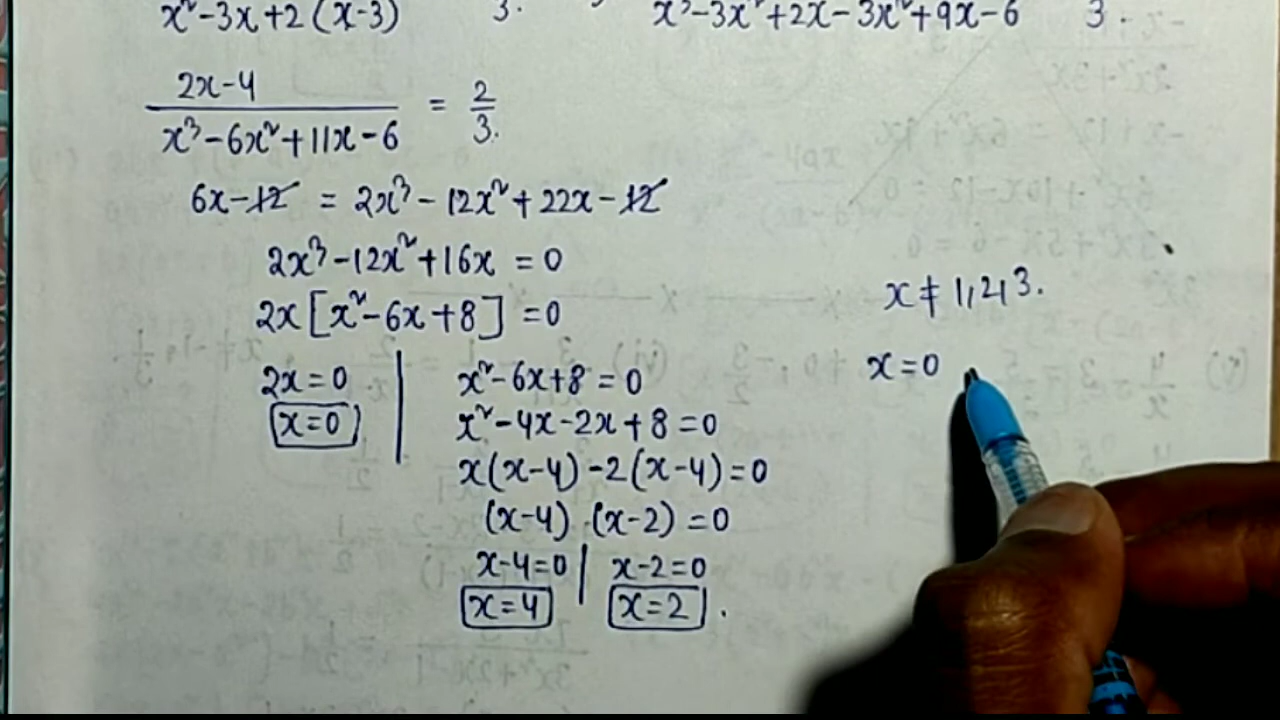 x²-3x+2(x-3) 3. x³-3x²+2x-3x²+9x-6 3
2x-4
————— = 2/3.
x³-6x²+11x-6
6x-12 = 2x³-12x²+22x-12
2x³-12x²+16x = 0
2x[x²-6x+8] = 0
2x=0
x=0
x²-6x+8=0
x²-4x-2x+8=0
x(x-4)-2(x-4)=0
(x-4) (x-2)=0
x-4=0 | x-2=0
x=4 x=2.
x≠1,2,3.
x=0